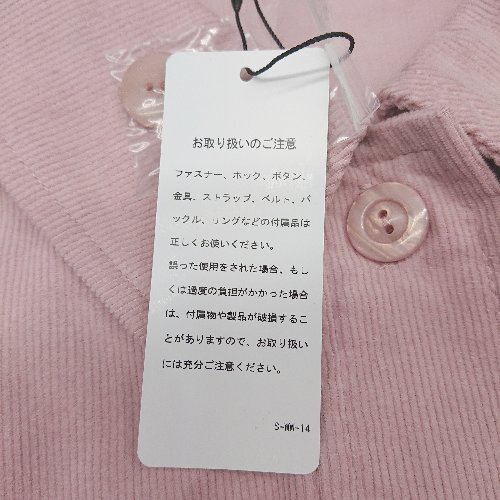 お取り扱いのご注意
ファスナー、ホック、ボタン、
金具、ストラップ、ベルト、バ
ックル、リングなどの付属品は
正しくお使いください。
誤った使用をされた場合、もし
くは過度の負担がかかった場合
は、付属物や製品が破損するこ
とがありますので、お取り扱い
には充分ご注意ください。
S-WW-14